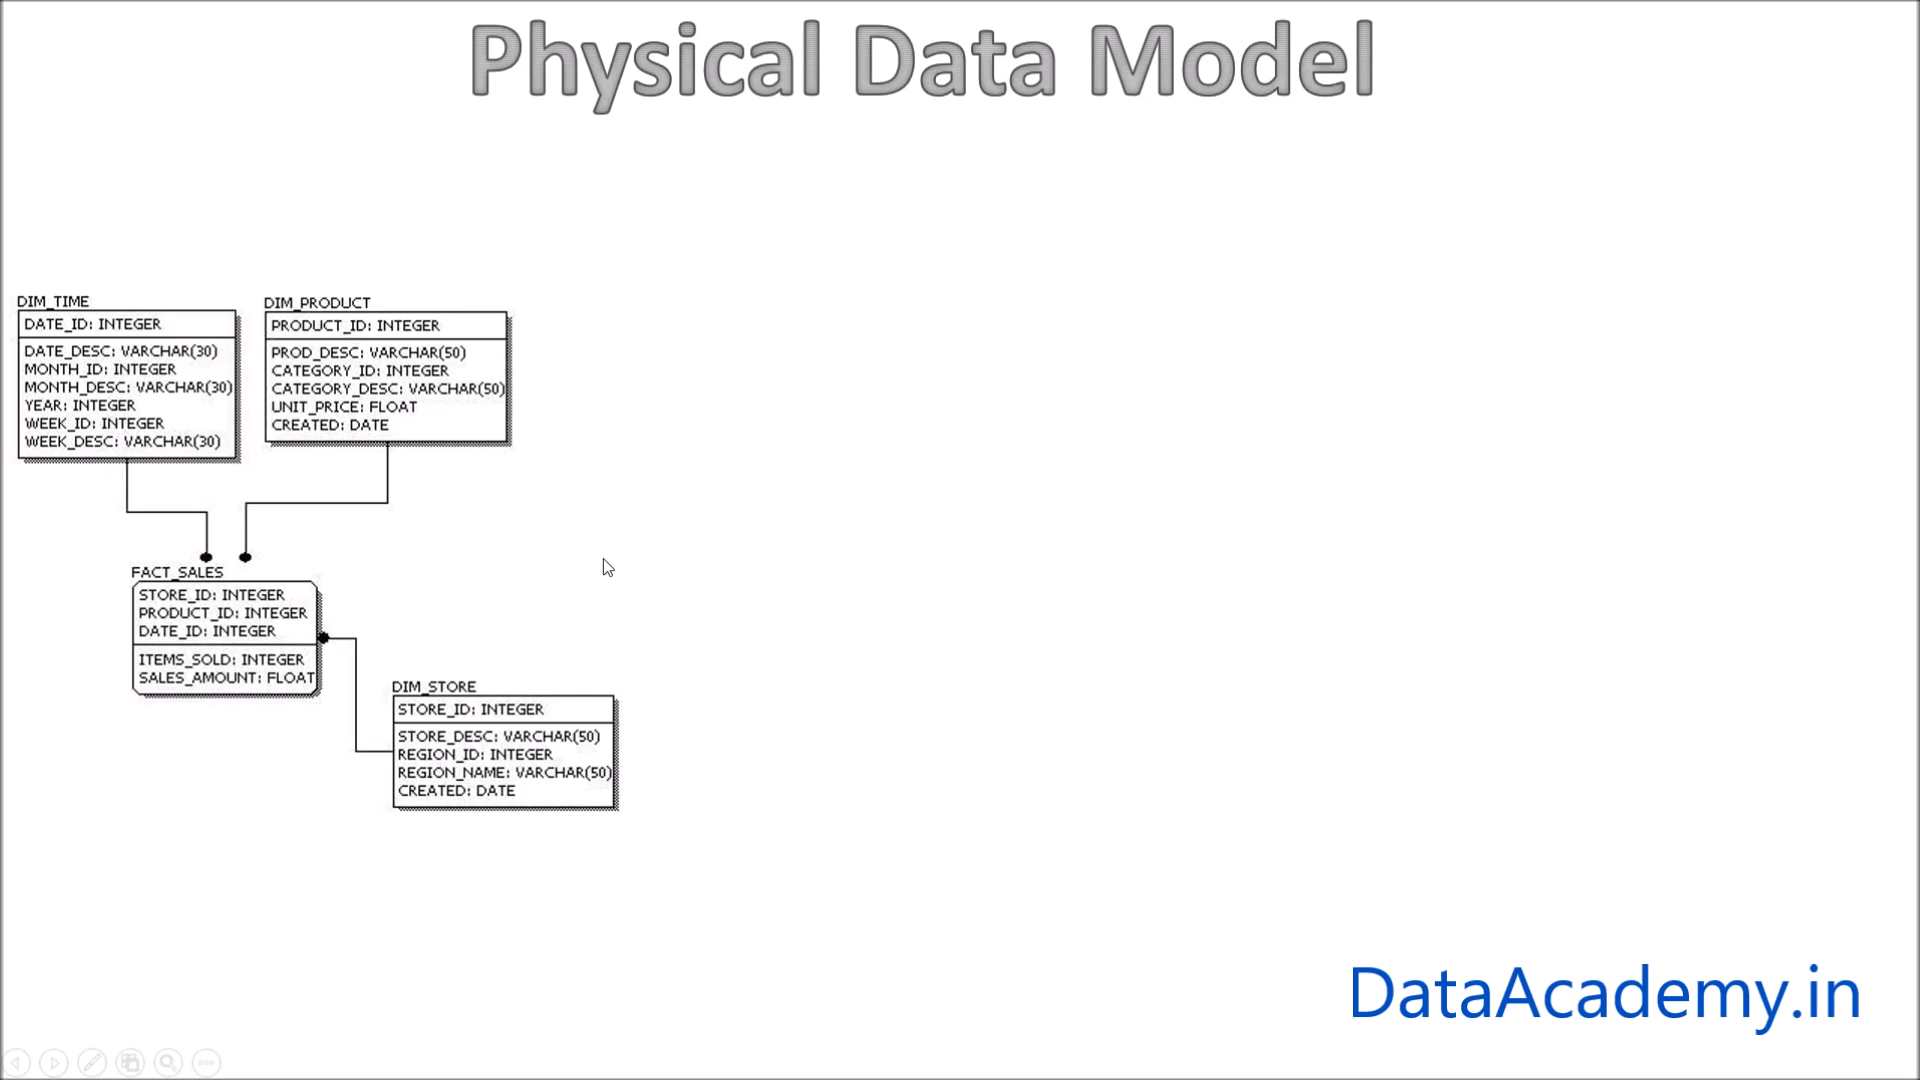 Physical Data Model
DIM_TIME
DATE_ID: INTEGER
DATE_DESC: VARCHAR(30)
MONTH_ID: INTEGER
MONTH_DESC: VARCHAR(30)
YEAR: INTEGER
WEEK_ID: INTEGER
WEEK_DESC: VARCHAR(30)
DIM_PRODUCT
PRODUCT_ID: INTEGER
PROD_DESC: VARCHAR(50)
CATEGORY_ID: INTEGER
CATEGORY_DESC: VARCHAR(50)
UNIT_PRICE: FLOAT
CREATED: DATE
FACT_SALES
STORE_ID: INTEGER
PRODUCT_ID: INTEGER
DATE_ID: INTEGER
ITEMS_SOLD: INTEGER
SALES_AMOUNT: FLOAT
DIM_STORE
STORE_ID: INTEGER
STORE_DESC: VARCHAR(50)
REGION_ID: INTEGER
REGION_NAME: VARCHAR(50)
CREATED: DATE
DataAcademy.in